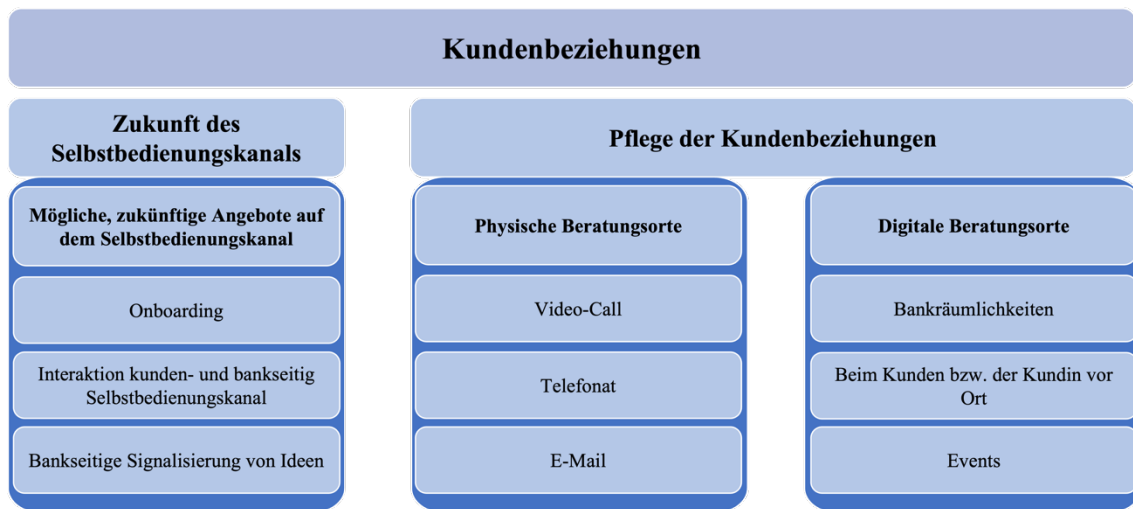 Kundenbeziehungen
Zukunft des
Selbstbedienungskanals
Pflege der Kundenbeziehungen
Mögliche, zukünftige Angebote auf
dem Selbstbedienungskanal
Physische Beratungsorte
Digitale Beratungsorte
Onboarding
Video-Call
Bankräumlichkeiten
Interaktion kunden- und bankseitig
Selbstbedienungskanal
Telefonat
Beim Kunden bzw. der Kundin vor
Ort
Bankseitige Signalisierung von Ideen
E-Mail
Events